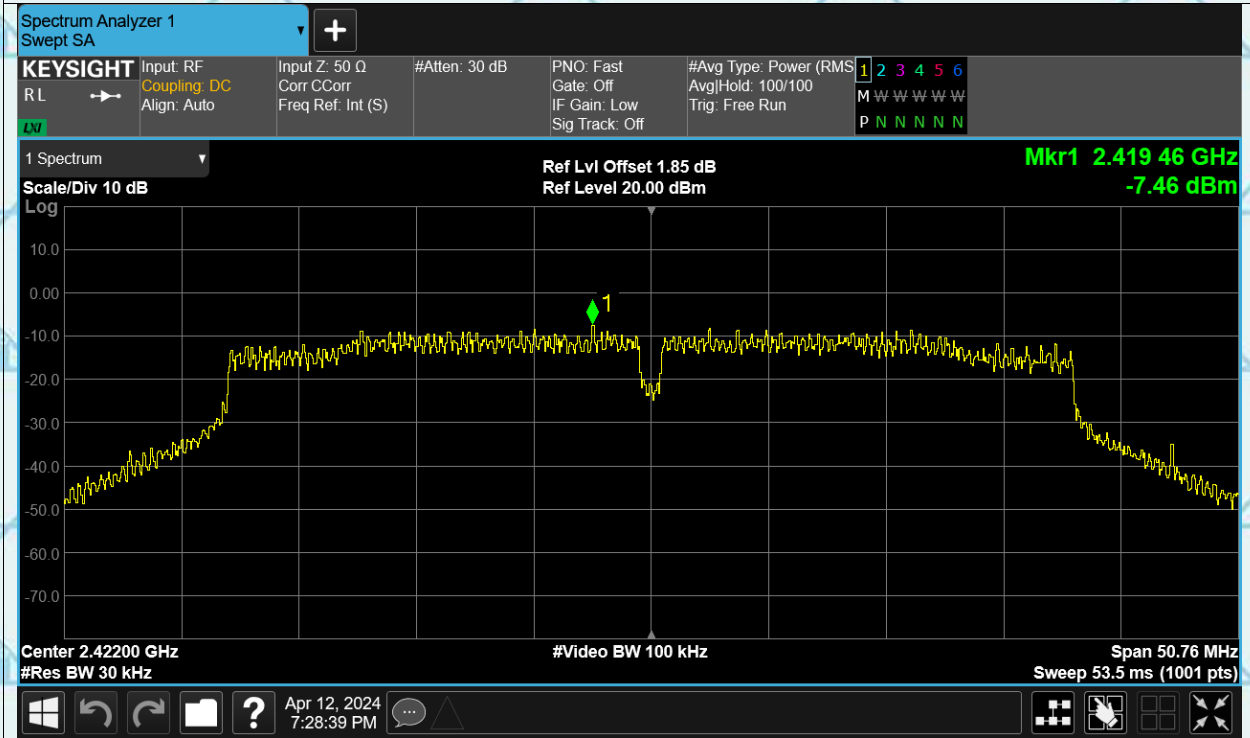 Spectrum Analyzer 1
Swept SA
KEYSIGHT
R L
LXI
Input: RF
Coupling: DC
Align: Auto
Input Z: 50 Ω
Corr CCorr
Freq Ref: Int (S)
#Atten: 30 dB
PNO: Fast
Gate: Off
IF Gain: Low
Sig Track: Off
#Avg Type: Power (RMS
Avg|Hold: 100/100
Trig: Free Run
1 2 3 4 5 6
M W W W W W
P N N N N N
1 Spectrum
Scale/Div 10 dB
Ref Lvl Offset 1.85 dB
Ref Level 20.00 dBm
Mkr1 2.419 46 GHz
-7.46 dBm
Log
10.0
0.00
-10.0
-20.0
-30.0
-40.0
-50.0
-60.0
-70.0
1
Center 2.42200 GHz
#Res BW 30 kHz
#Video BW 100 kHz
Span 50.76 MHz
Sweep 53.5 ms (1001 pts)
?
Apr 12, 2024
7:28:39 PM